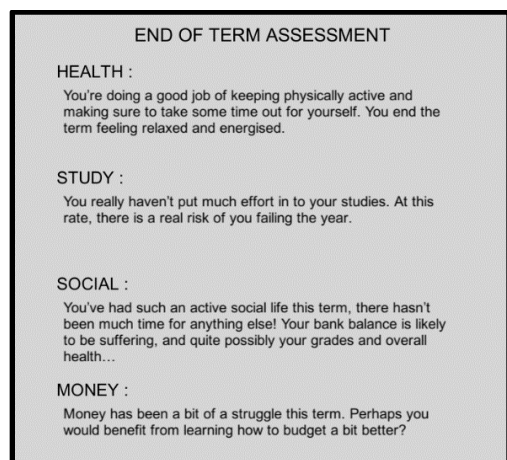 END OF TERM ASSESSMENT
HEALTH :
You're doing a good job of keeping physically active and
making sure to take some time out for yourself. You end the
term feeling relaxed and energised.
STUDY :
You really haven't put much effort in to your studies. At this
rate, there is a real risk of you failing the year.
SOCIAL :
You've had such an active social life this term, there hasn't
been much time for anything else! Your bank balance is likely
to be suffering, and quite possibly your grades and overall
health…
MONEY :
Money has been a bit of a struggle this term. Perhaps you
would benefit from learning how to budget a bit better?